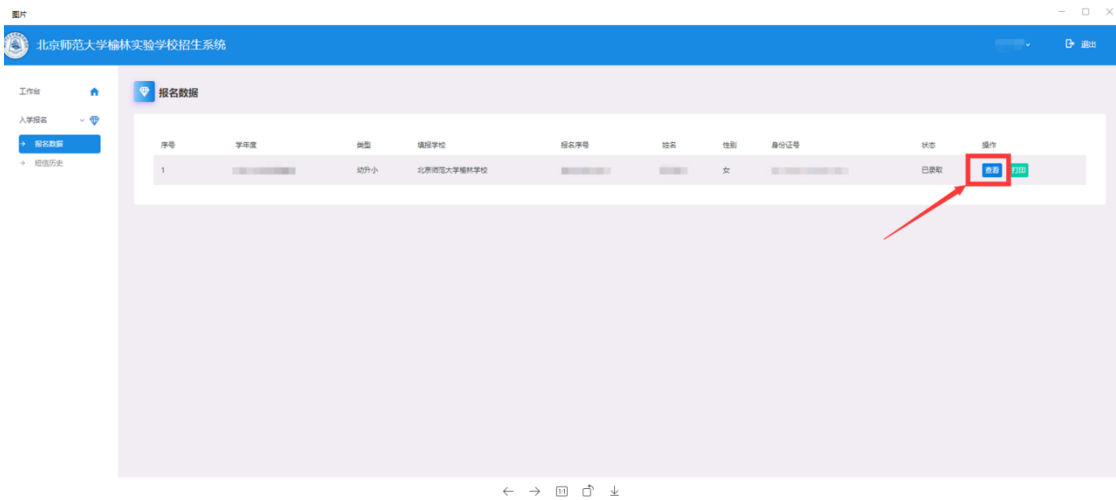 图片
北京师范大学榆林实验学校招生系统
退出
工作台
入学报名
报名数据
短信历史
报名数据
序号 学年度 类型 填报学校 报名序号 姓名 性别 身份证号 状态 操作
1 幼升小 北京师范大学榆林学校 女 已录取 查看 打印
1:1